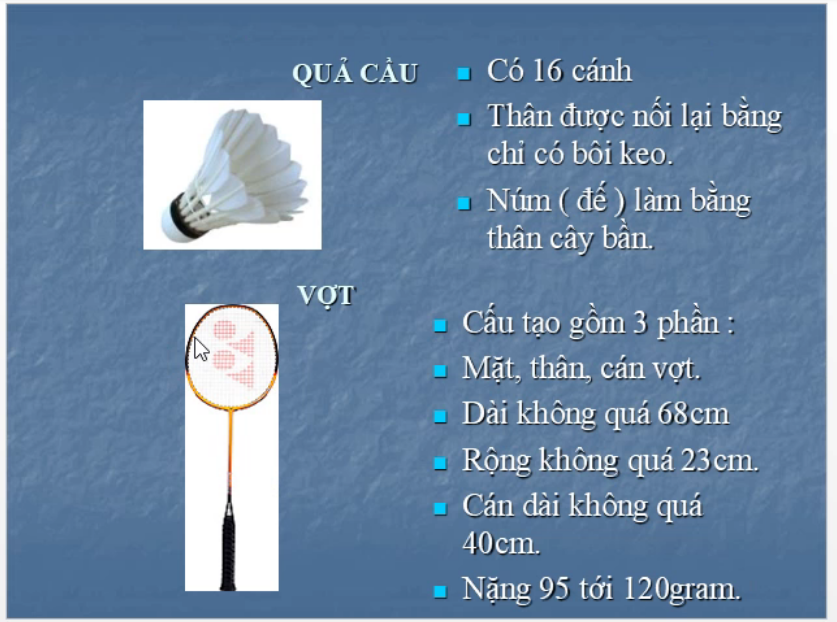 QUẢ CẦU
Có 16 cánh
Thân được nối lại bằng
chỉ có bôi keo.
Núm ( đế ) làm bằng
thân cây bần.
VỢT
Cấu tạo gồm 3 phần :
Mặt, thân, cán vợt.
Dài không quá 68cm
Rộng không quá 23cm.
Cán dài không quá
40cm.
Nặng 95 tới 120gram.